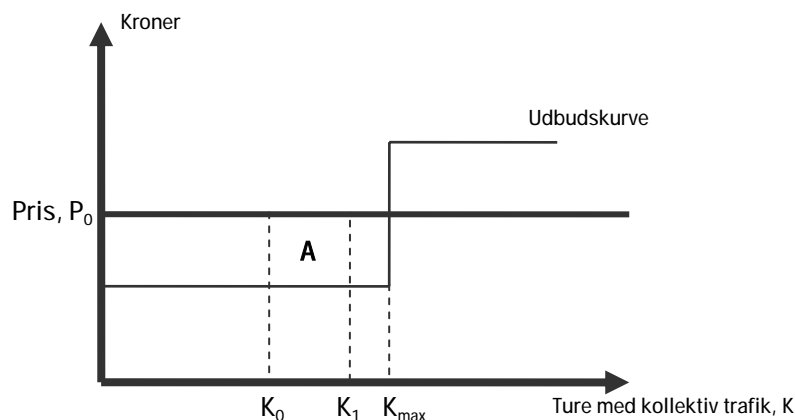 Kroner
Udbudskurve
Pris, P₀
A
K₀ K₁ Kₘₐₓ
Ture med kollektiv trafik, K